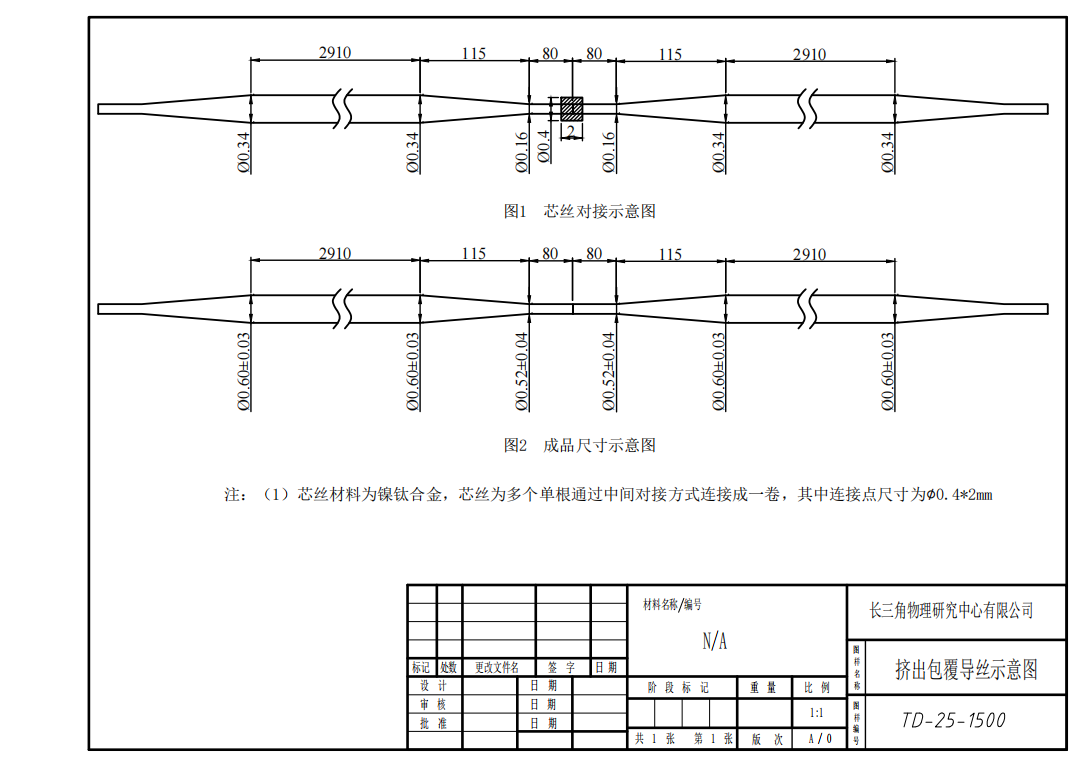 2910 115 80 80 115 2910
Ø0.34 Ø0.34 Ø0.16 Ø0.4 2 Ø0.16 Ø0.34 Ø0.34
图1 芯丝对接示意图
2910 115 80 80 115 2910
Ø0.60±0.03 Ø0.60±0.03 Ø0.52±0.04 Ø0.52±0.04 Ø0.60±0.03 Ø0.60±0.03
图2 成品尺寸示意图
注：（1）芯丝材料为镍钛合金，芯丝为多个单根通过中间对接方式连接成一卷，其中连接点尺寸为Ø0.4*2mm
材料名称/编号
N/A
长三角物理研究中心有限公司
标记 处数 更改文件名 签 字 日 期
设 计 日 期
审 核 日 期
批 准 日 期
阶 段 标 记 重 量 比 例
1:1
共 1 张 第 1 张 版 次 A / 0
图样名称
挤出包覆导丝示意图
图样编号
TD-25-1500